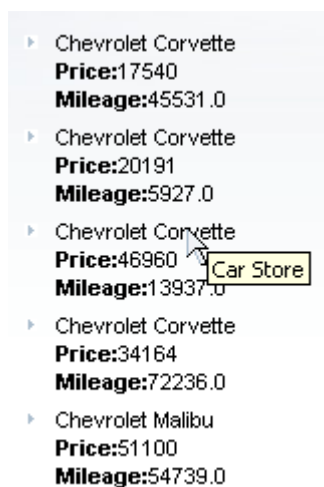 Chevrolet Corvette
Price:17540
Mileage:45531.0
Chevrolet Corvette
Price:20191
Mileage:5927.0
Chevrolet Corvette
Price:46960
Car Store
Mileage:13937.0
Chevrolet Corvette
Price:34164
Mileage:72236.0
Chevrolet Malibu
Price:51100
Mileage:54739.0